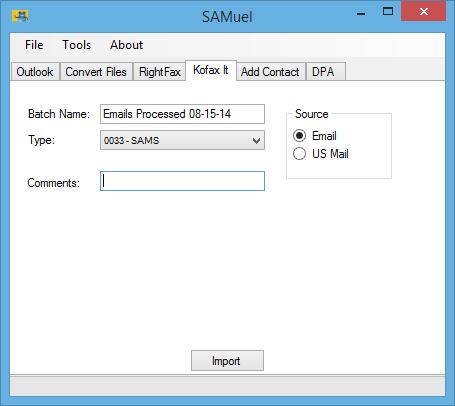 SAMuel
File Tools About
Outlook Convert Files RightFax Kofax It Add Contact DPA
Batch Name: Emails Processed 08-15-14
Source
Type: 0033 - SAMS
Email
US Mail
Comments:
Import